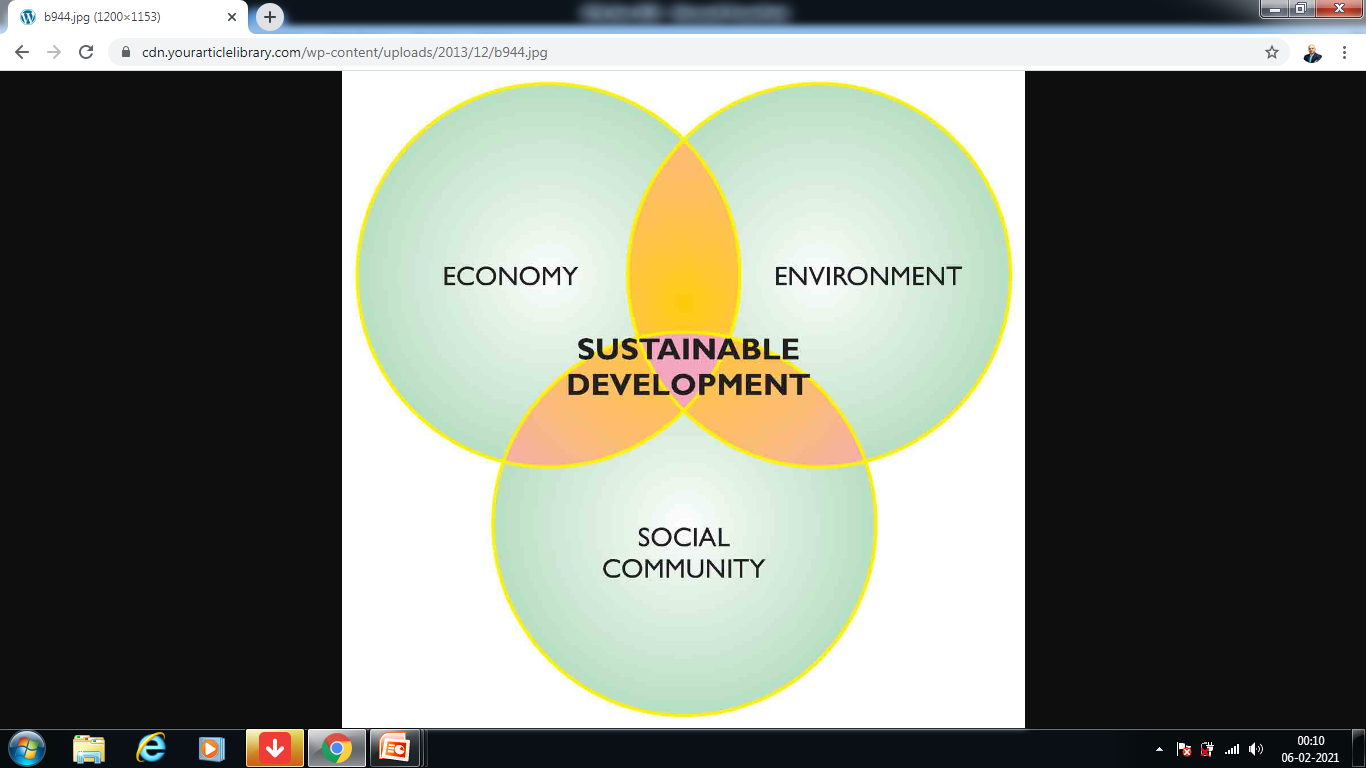 b944.jpg (1200×1153)
cdn.yourarticlelibrary.com/wp-content/uploads/2013/12/b944.jpg
ECONOMY
ENVIRONMENT
SUSTAINABLE
DEVELOPMENT
SOCIAL
COMMUNITY
00:10
06-02-2021